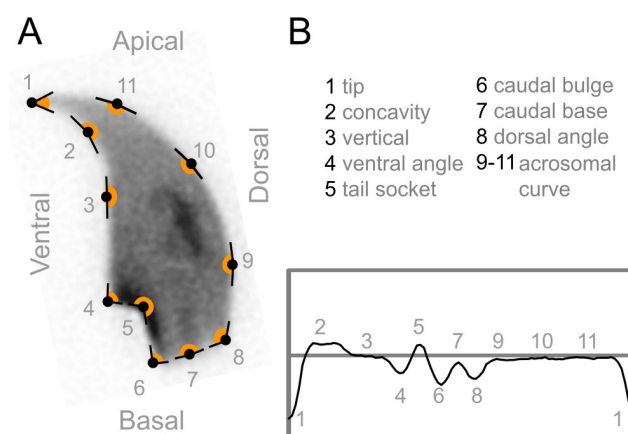 A
Apical
Dorsal
Ventral
Basal
1
11
2
10
3
9
4
5
8
6
7
B
1 tip
2 concavity
3 vertical
4 ventral angle
5 tail socket
6 caudal bulge
7 caudal base
8 dorsal angle
9-11 acrosomal
curve
2 3 5 7 9 10 11
1 4 6 8 1